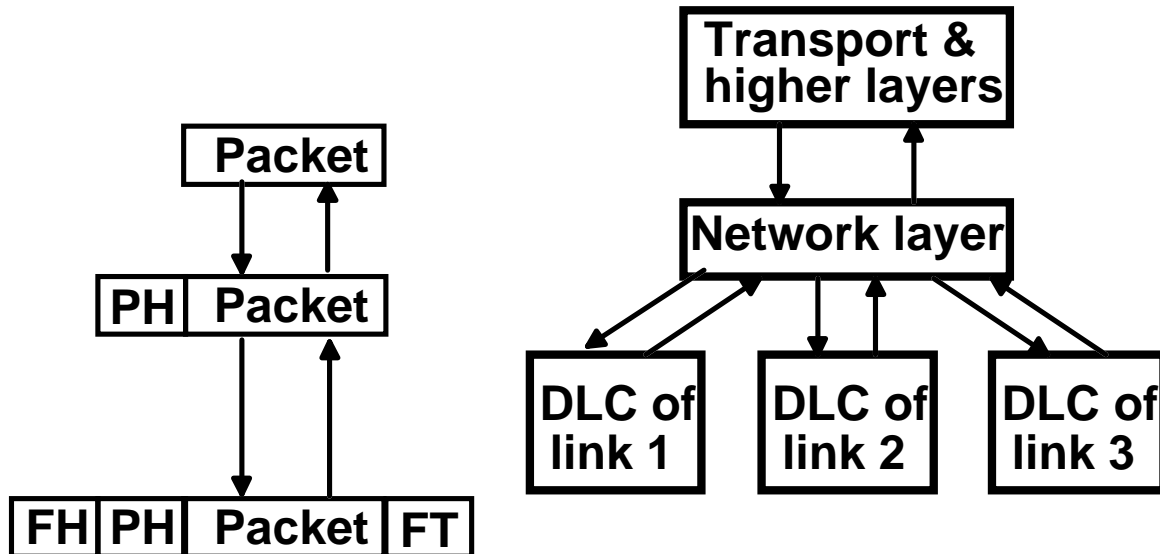 Packet
PH Packet
FH PH Packet FT
Transport &
higher layers
Network layer
DLC of
link 1
DLC of
link 2
DLC of
link 3